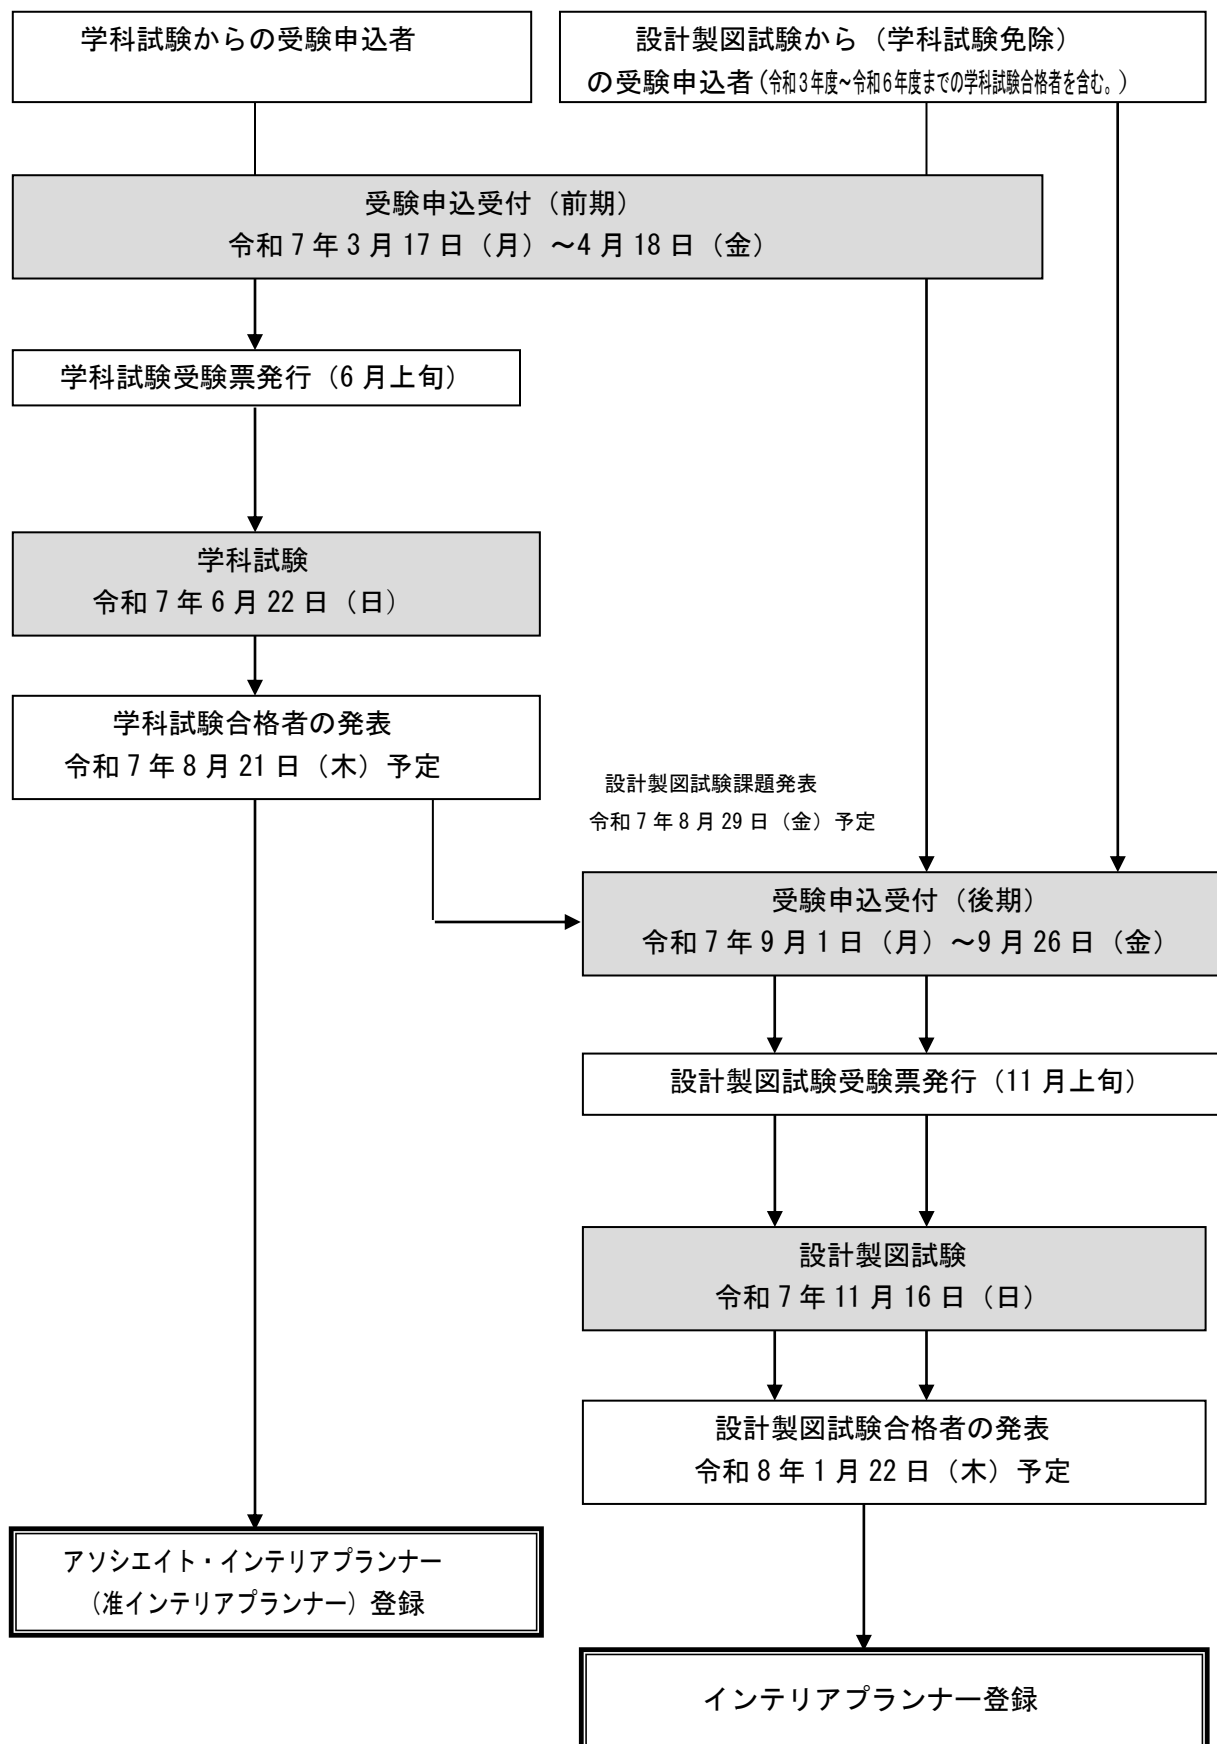 学科試験からの受験申込者
設計製図試験から（学科試験免除）
の受験申込者（令和3年度～令和6年度までの学科試験合格者を含む。）
受験申込受付（前期）
令和7年3月17日（月）～4月18日（金）
学科試験受験票発行（6月上旬）
学科試験
令和7年6月22日（日）
学科試験合格者の発表
令和7年8月21日（木）予定
設計製図試験課題発表
令和7年8月29日（金）予定
受験申込受付（後期）
令和7年9月1日（月）～9月26日（金）
設計製図試験受験票発行（11月上旬）
設計製図試験
令和7年11月16日（日）
設計製図試験合格者の発表
令和8年1月22日（木）予定
アソシエイト・インテリアプランナー
（准インテリアプランナー）登録
インテリアプランナー登録